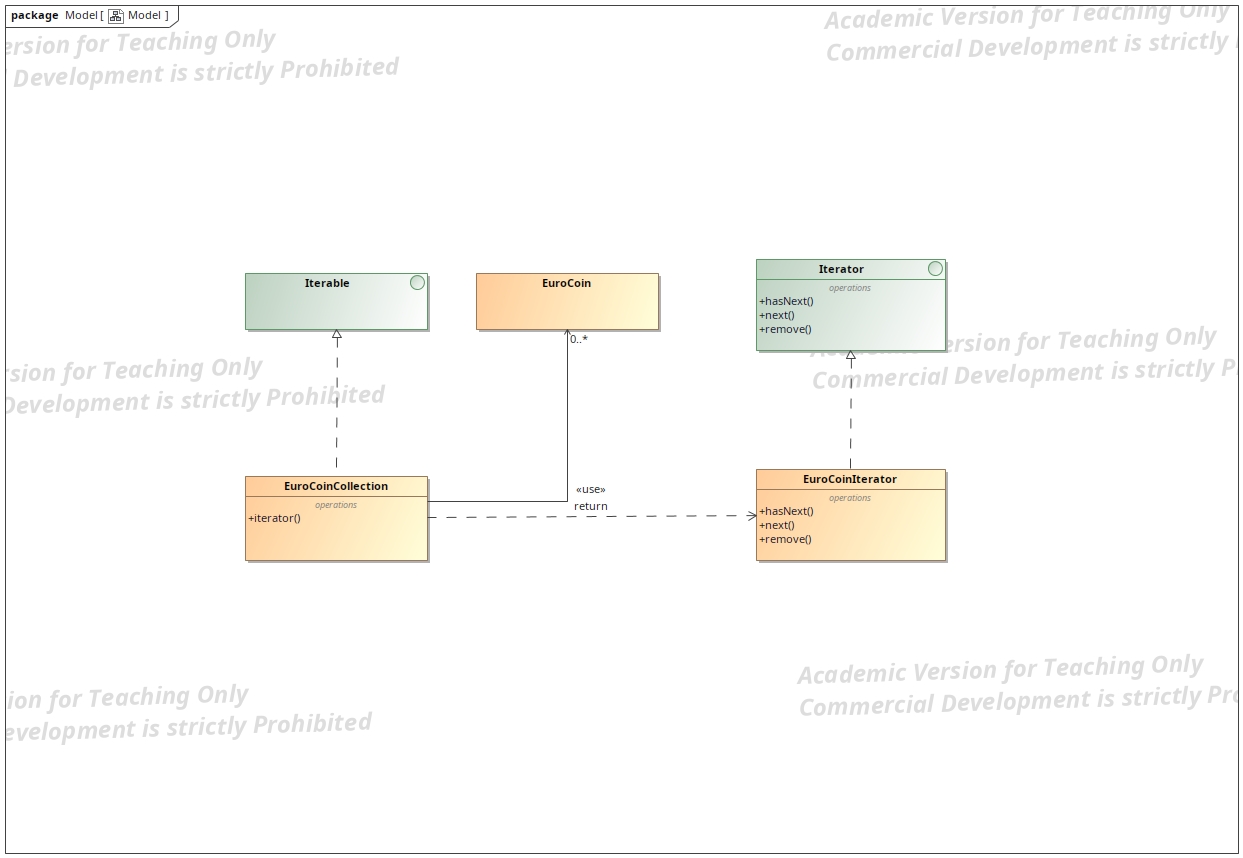 package Model [ Model ]
Academic Version for Teaching Only
Commercial Development is strictly
ersion for Teaching Only
Development is strictly Prohibited
Iterable
EuroCoin
0..*
Iterator
operations
+hasNext()
+next()
+remove()
rsion for Teaching Only
Development is strictly Prohibited
ersion for Teaching Only
Commercial Development is strictly P
EuroCoinCollection
operations
+iterator()
«use»
return
EuroCoinIterator
operations
+hasNext()
+next()
+remove()
ion for Teaching Only
evelopment is strictly Prohibited
Academic Version for Teaching Only
Commercial Development is strictly Pro